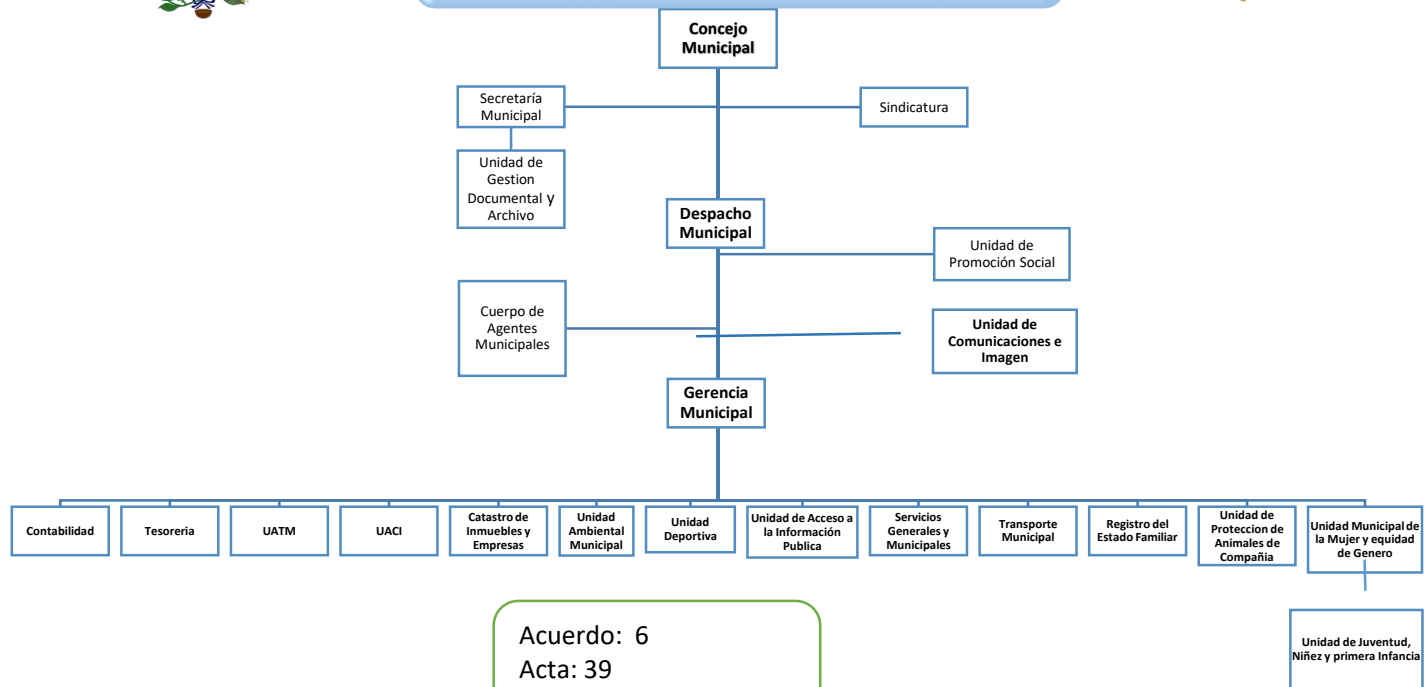 Concejo
Municipal
Secretaría
Municipal
Sindicatura
Unidad de
Gestion
Documental y
Archivo
Despacho
Municipal
Unidad de
Promoción Social
Cuerpo de
Agentes
Municipales
Unidad de
Comunicaciones e
Imagen
Gerencia
Municipal
Contabilidad
Tesoreria
UATM
UACI
Catastro de
Inmuebles y
Empresas
Unidad
Ambiental
Municipal
Unidad
Deportiva
Unidad de Acceso a
la Información
Publica
Servicios
Generales y
Municipales
Transporte
Municipal
Registro del
Estado Familiar
Unidad de
Proteccion de
Animales de
Compañia
Unidad Municipal de
la Mujer y equidad
de Genero
Unidad de Juventud,
Niñez y primera Infancia
Acuerdo: 6
Acta: 39